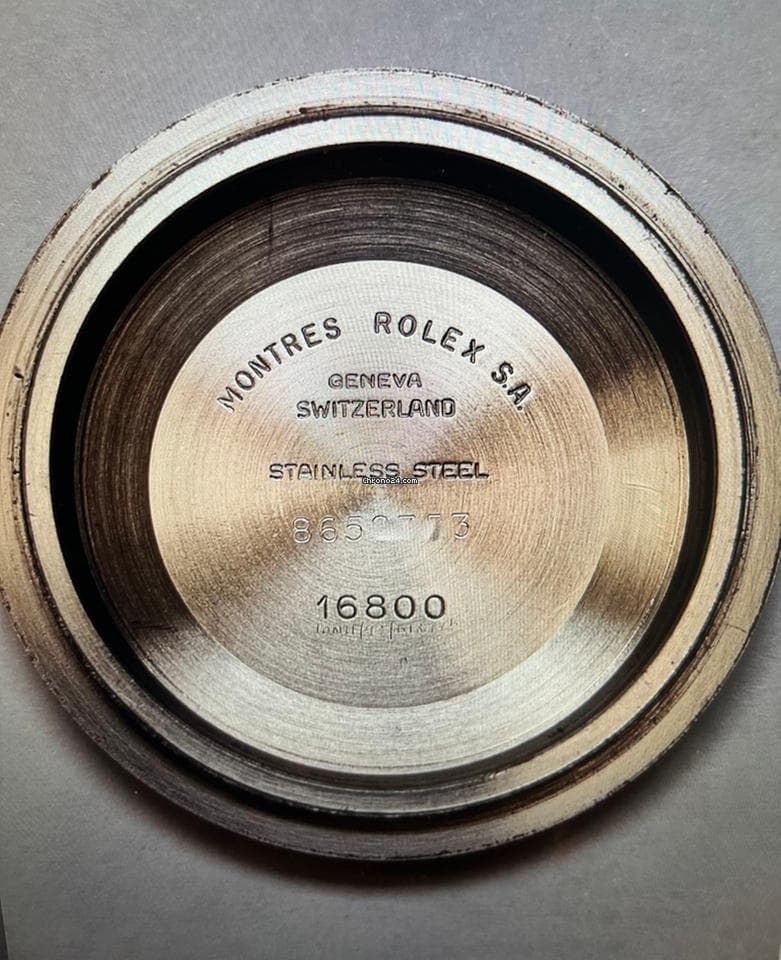 MONTRES ROLEX S.A.
GENEVA
SWITZERLAND
STAINLESS STEEL
Chrono24.com
16800